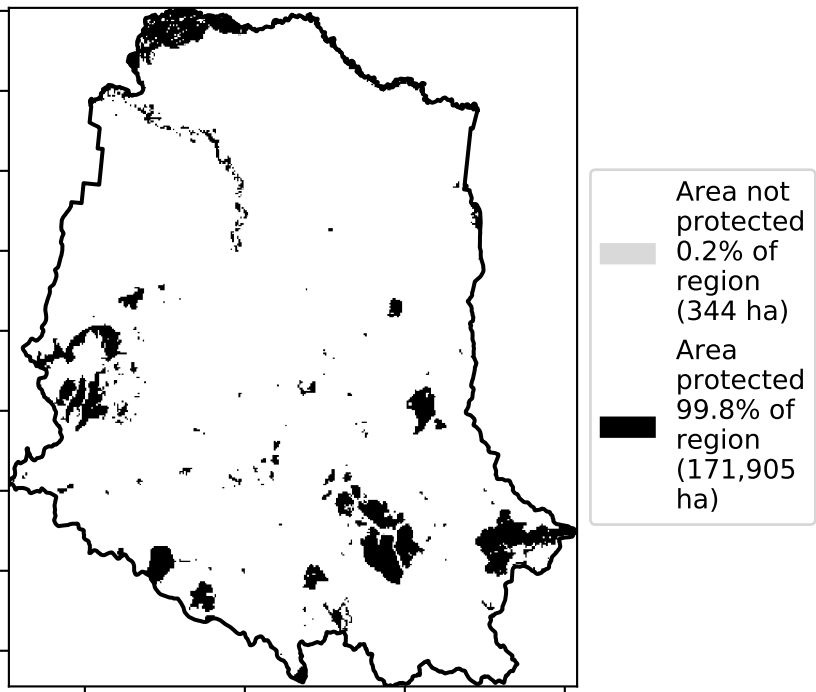 Area not
protected
0.2% of
region
(344 ha)
Area
protected
99.8% of
region
(171,905
ha)